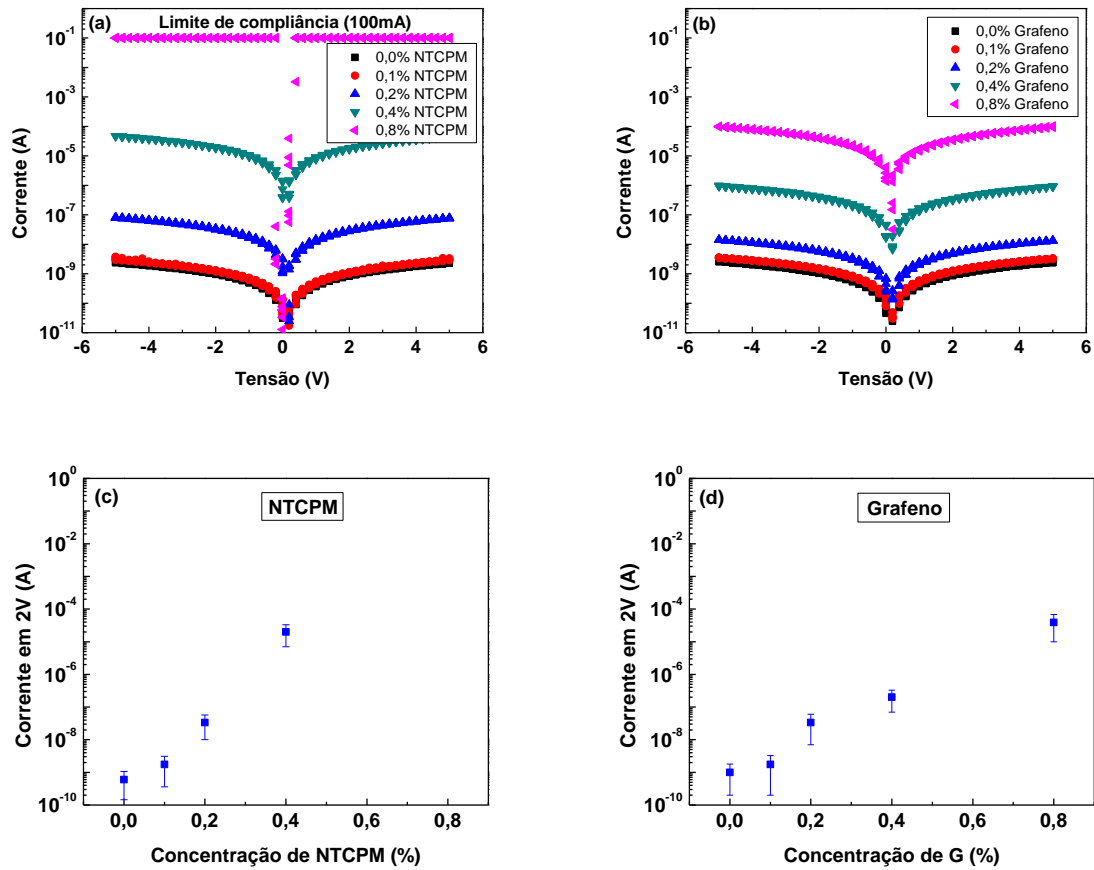 (a)
Limite de compliância (100mA)
0,0% NTCPM
0,1% NTCPM
0,2% NTCPM
0,4% NTCPM
0,8% NTCPM
Corrente (A)
10^-1
10^-3
10^-5
10^-7
10^-9
10^-11
-6 -4 -2 0 2 4 6
Tensão (V)
(b)
0,0% Grafeno
0,1% Grafeno
0,2% Grafeno
0,4% Grafeno
0,8% Grafeno
Corrente (A)
10^-1
10^-3
10^-5
10^-7
10^-9
10^-11
-6 -4 -2 0 2 4 6
Tensão (V)
(c)
NTCPM
Corrente em 2V (A)
10^0
10^-2
10^-4
10^-6
10^-8
10^-10
0,0 0,2 0,4 0,6 0,8
Concentração de NTCPM (%)
(d)
Grafeno
Corrente em 2V (A)
10^0
10^-2
10^-4
10^-6
10^-8
10^-10
0,0 0,2 0,4 0,6 0,8
Concentração de G (%)